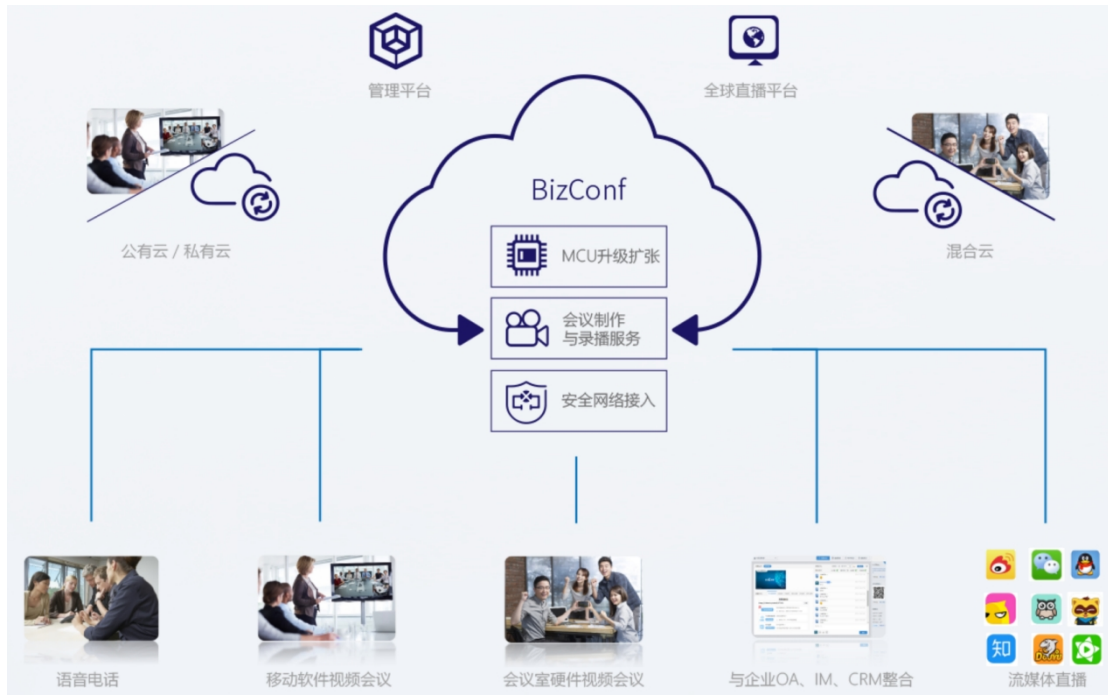 管理平台
全球直播平台
BizConf
公有云 / 私有云
MCU升级扩张
混合云
会议制作
与录播服务
安全网络接入
语音电话
移动软件视频会议
会议室硬件视频会议
与企业OA、IM、CRM整合
流媒体直播
知